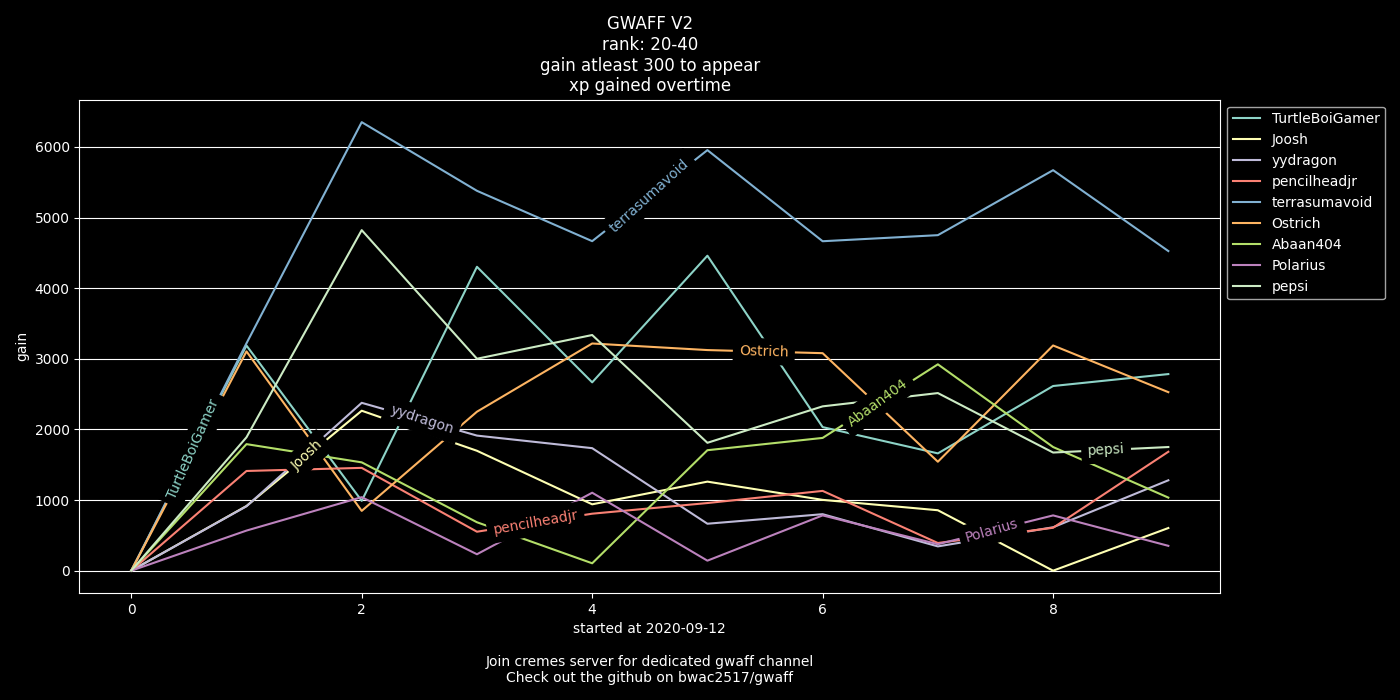 GWAFF V2
rank: 20-40
gain atleast 300 to appear
xp gained overtime
TurtleBoiGamer
Joosh
yydragon
pencilheadjr
terrasumavoid
Ostrich
Abaan404
Polarius
pepsi
gain
6000
5000
4000
3000
2000
1000
0
terrasumavoid
Ostrich
Abaan404
TurtleBoiGamer
yydragon
Joosh
pepsi
pencilheadjr
Polarius
0 2 4 6 8
started at 2020-09-12
Join cremes server for dedicated gwaff channel
Check out the github on bwac2517/gwaff